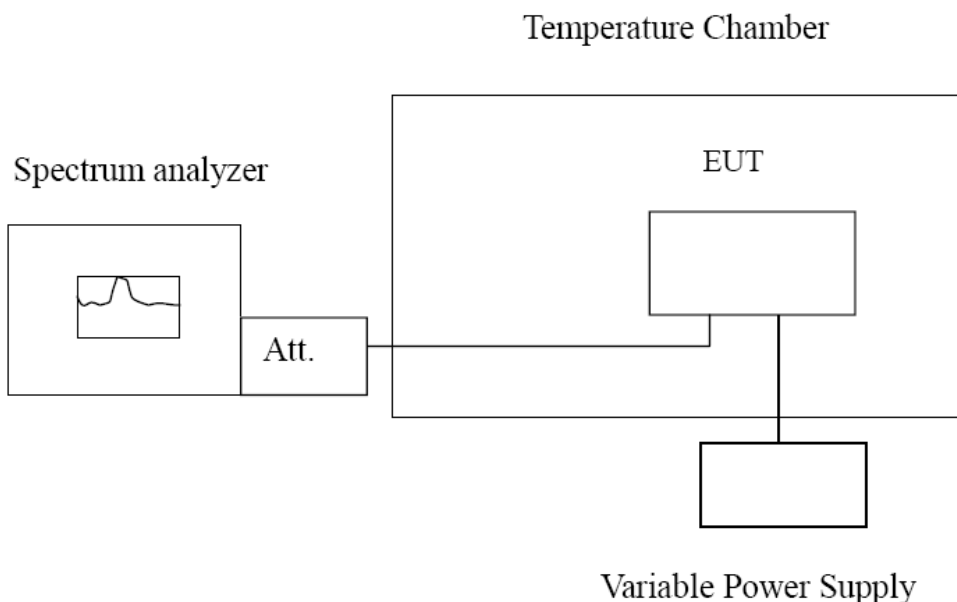 Temperature Chamber
Spectrum analyzer
EUT
Att.
Variable Power Supply